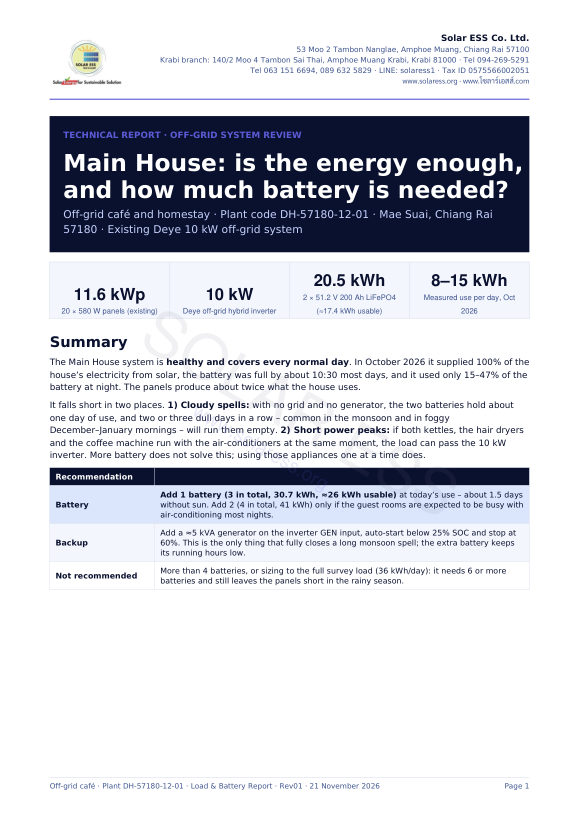 SOLAR ESS
Solar Energy for Sustainable Solution
Solar ESS Co. Ltd.
53 Moo 2 Tambon Nanglae, Amphoe Muang, Chiang Rai 57100
Krabi branch: 140/2 Moo 4 Tambon Sai Thai, Amphoe Muang Krabi, Krabi 81000 · Tel 094-269-5291
Tel 063 151 6694, 089 632 5829 · LINE: solaress1 · Tax ID 0575566002051
www.solaress.org · www.โซลาร์เอสส์.com
TECHNICAL REPORT · OFF-GRID SYSTEM REVIEW
Main House: is the energy enough,
and how much battery is needed?
Off-grid café and homestay · Plant code DH-57180-12-01 · Mae Suai, Chiang Rai
57180 · Existing Deye 10 kW off-grid system
11.6 kWp
20 × 580 W panels (existing)
10 kW
Deye off-grid hybrid inverter
20.5 kWh
2 × 51.2 V 200 Ah LiFePO4
(≈17.4 kWh usable)
8–15 kWh
Measured use per day, Oct
2026
Summary
The Main House system is healthy and covers every normal day. In October 2026 it supplied 100% of the
house’s electricity from solar, the battery was full by about 10:30 most days, and it used only 15–47% of the
battery at night. The panels produce about twice what the house uses.
It falls short in two places. 1) Cloudy spells: with no grid and no generator, the two batteries hold about
one day of use, and two or three dull days in a row – common in the monsoon and in foggy
December–January mornings – will run them empty. 2) Short power peaks: if both kettles, the hair dryers
and the coffee machine run with the air-conditioners at the same moment, the load can pass the 10 kW
inverter. More battery does not solve this; using those appliances one at a time does.
Recommendation
Battery
Add 1 battery (3 in total, 30.7 kWh, ≈26 kWh usable) at today’s use – about 1.5 days
without sun. Add 2 (4 in total, 41 kWh) only if the guest rooms are expected to be busy with
air-conditioning most nights.
Backup
Add a ≈5 kVA generator on the inverter GEN input, auto-start below 25% SOC and stop at
60%. This is the only thing that fully closes a long monsoon spell; the extra battery keeps
its running hours low.
Not recommended
More than 4 batteries, or sizing to the full survey load (36 kWh/day): it needs 6 or more
batteries and still leaves the panels short in the rainy season.
Off-grid café · Plant DH-57180-12-01 · Load & Battery Report · Rev01 · 21 November 2026
Page 1